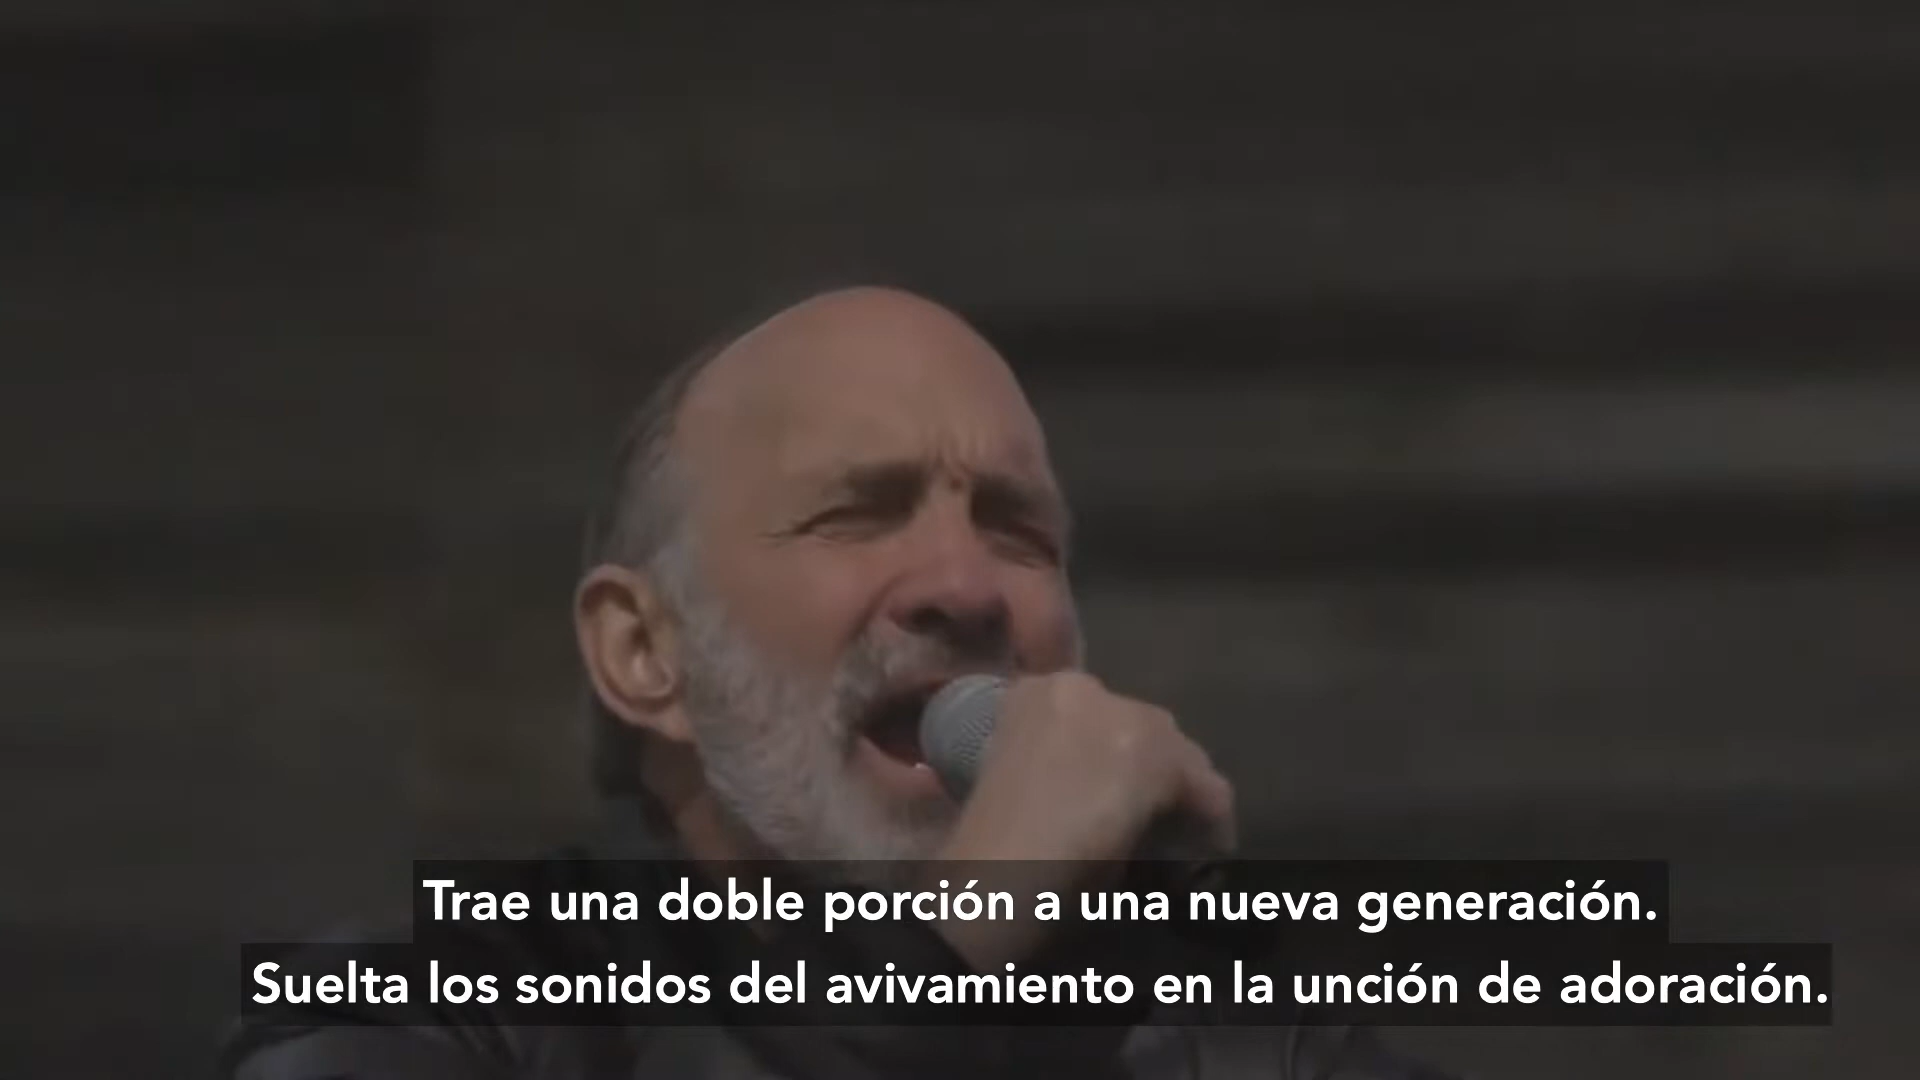 Trae una doble porción a una nueva generación.
Suelta los sonidos del avivamiento en la unción de adoración.